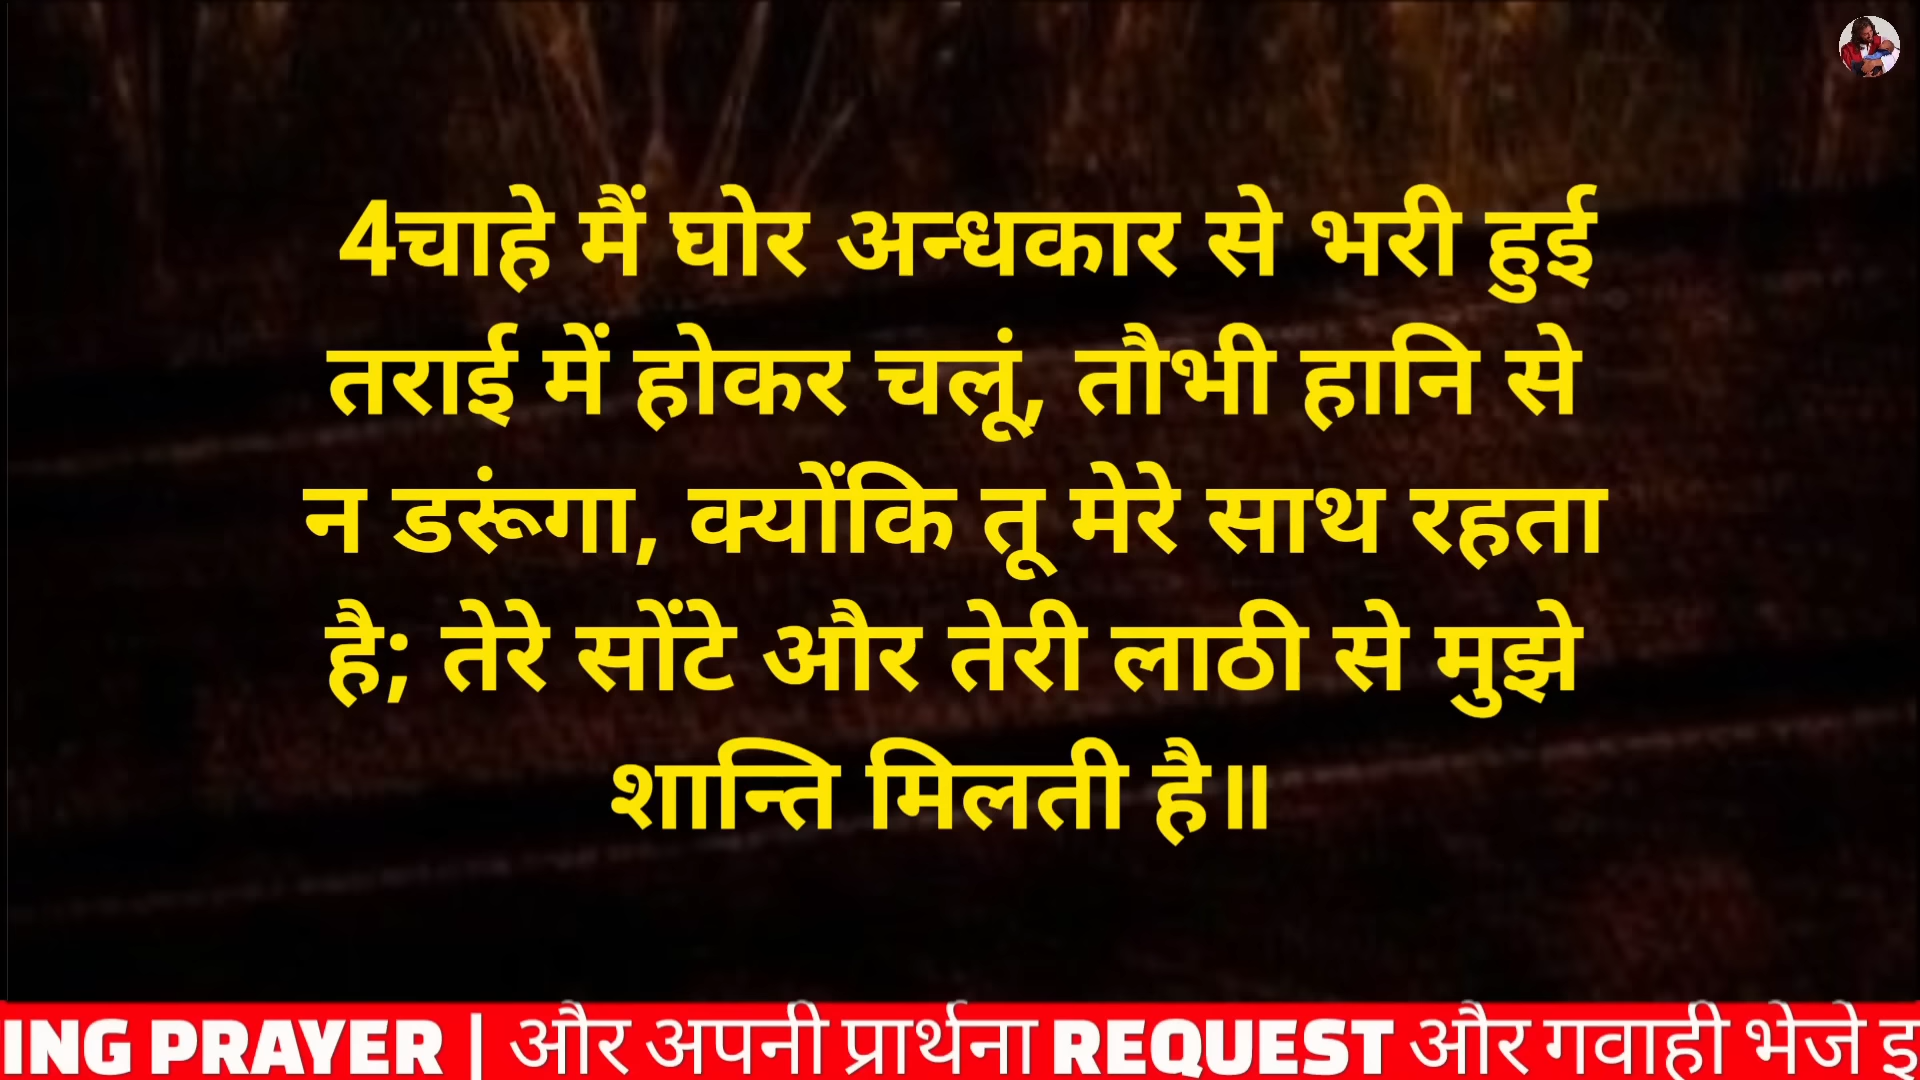 4चाहे मैं घोर अन्धकार से भरी हुई
तराई में होकर चलूं, तौभी हानि से
न डरूंगा, क्योंकि तू मेरे साथ रहता
है; तेरे सोंटे और तेरी लाठी से मुझे
शान्ति मिलती है॥
ING PRAYER | और अपनी प्रार्थना REQUEST और गवाही भेजे इ